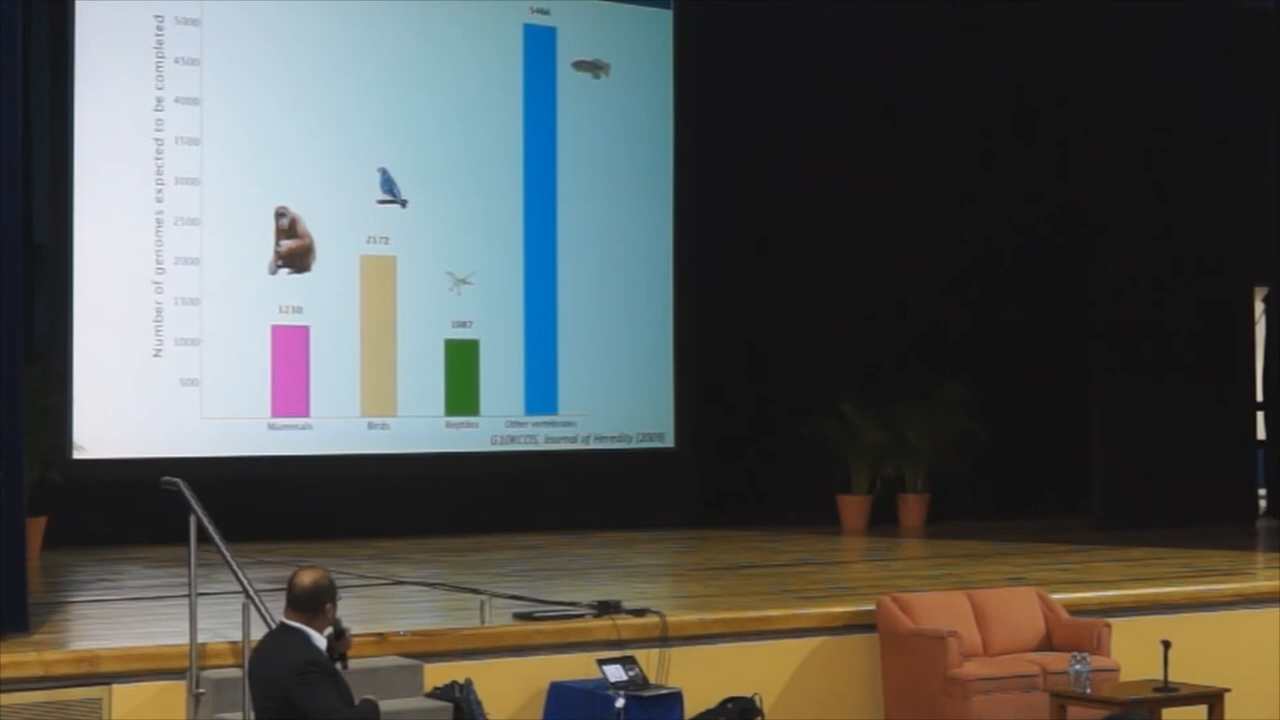 Number of genomes expected to be completed
5000
4500
4000
3500
3000
2500
2000
1500
1000
500
2172
1087
Mammals
Birds
Reptiles
Other vertebrates
G10KCOS, Journal of Heredity (2009)